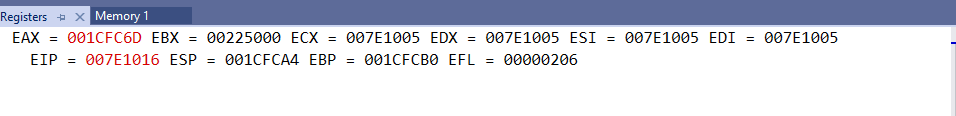 Registers Memory 1
EAX = 001CFC6D EBX = 00225000 ECX = 007E1005 EDX = 007E1005 ESI = 007E1005 EDI = 007E1005
EIP = 007E1016 ESP = 001CFCA4 EBP = 001CFCB0 EFL = 00000206